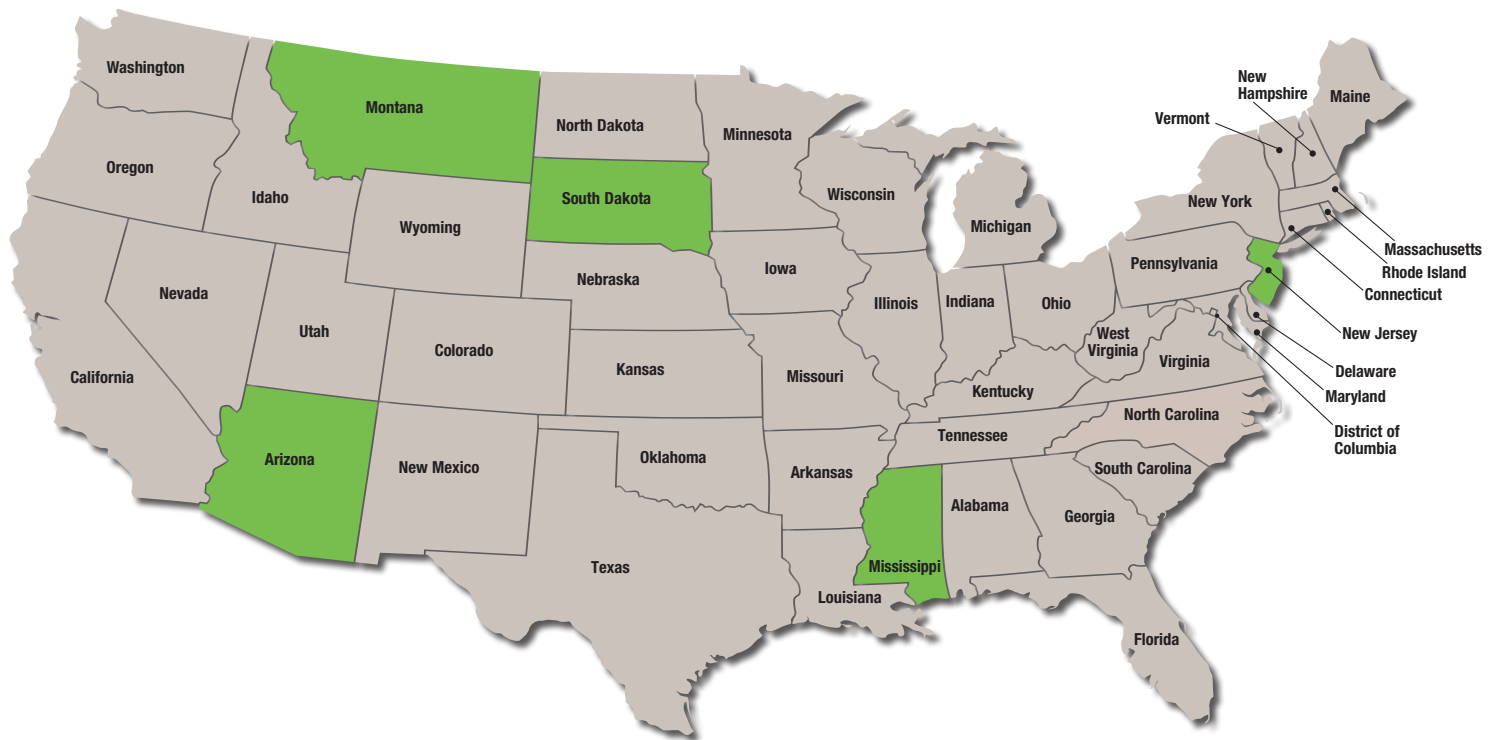 Washington
Montana
North Dakota
Minnesota
New
Hampshire
Maine
Vermont
Oregon
Idaho
South Dakota
Wisconsin
New York
Wyoming
Michigan
Massachusetts
Rhode Island
Connecticut
Nebraska
Iowa
Pennsylvania
Nevada
Illinois
Indiana
Ohio
Utah
Colorado
West
Virginia
New Jersey
California
Kansas
Missouri
Kentucky
Virginia
Delaware
Maryland
Arizona
New Mexico
Oklahoma
Arkansas
Tennessee
North Carolina
District of
Columbia
South Carolina
Alabama
Georgia
Texas
Mississippi
Louisiana
Florida